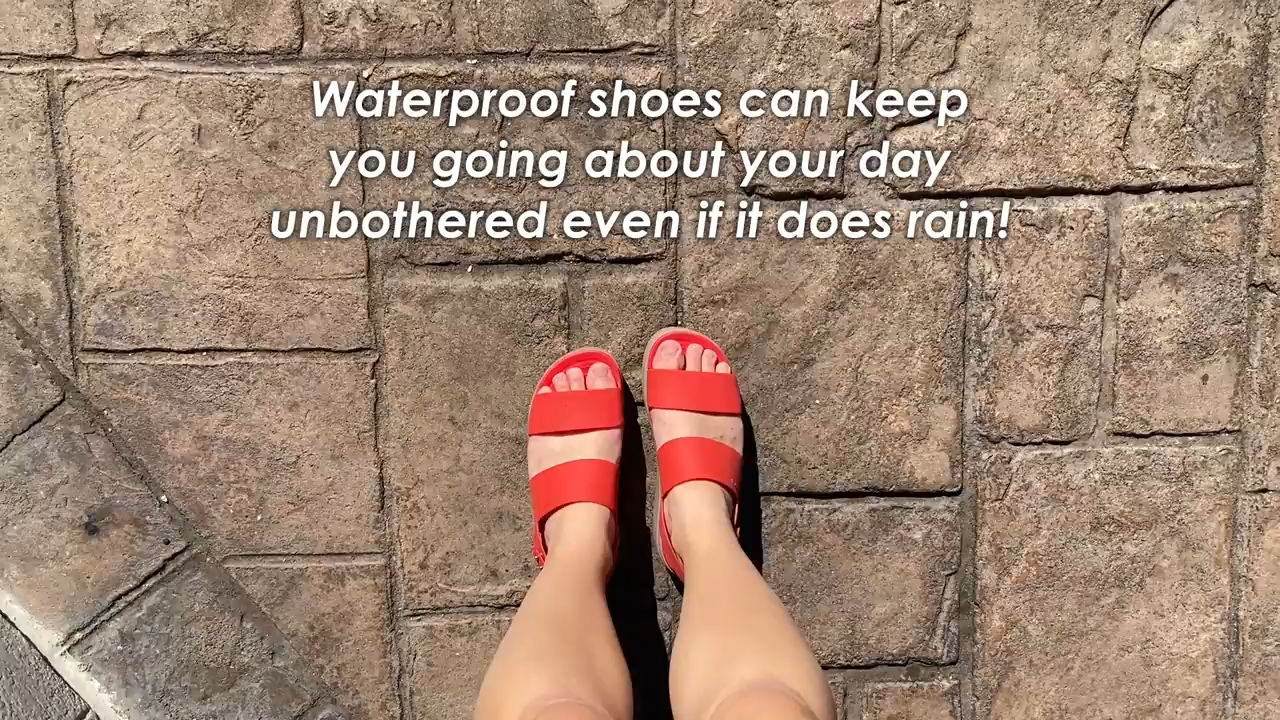 Waterproof shoes can keep
you going about your day
unbothered even if it does rain!